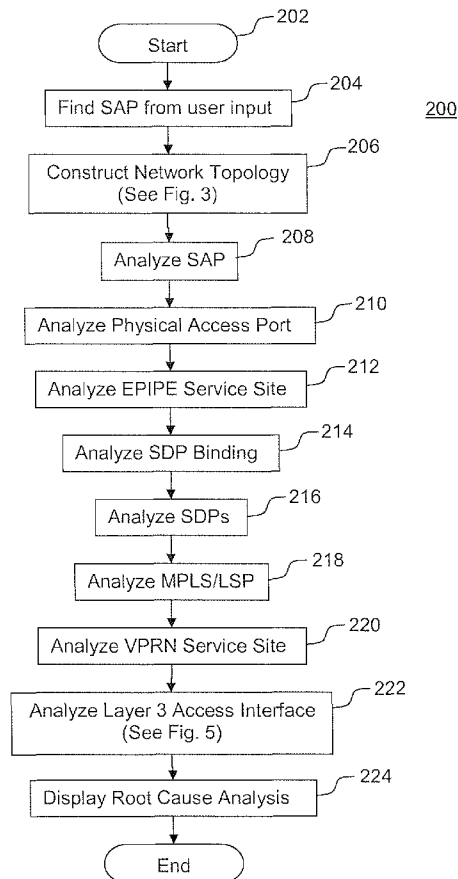 202
Start
204
Find SAP from user input
200
206
Construct Network Topology
(See Fig. 3)
208
Analyze SAP
210
Analyze Physical Access Port
212
Analyze EPIPE Service Site
214
Analyze SDP Binding
216
Analyze SDPs
218
Analyze MPLS/LSP
220
Analyze VPRN Service Site
222
Analyze Layer 3 Access Interface
(See Fig. 5)
224
Display Root Cause Analysis
End